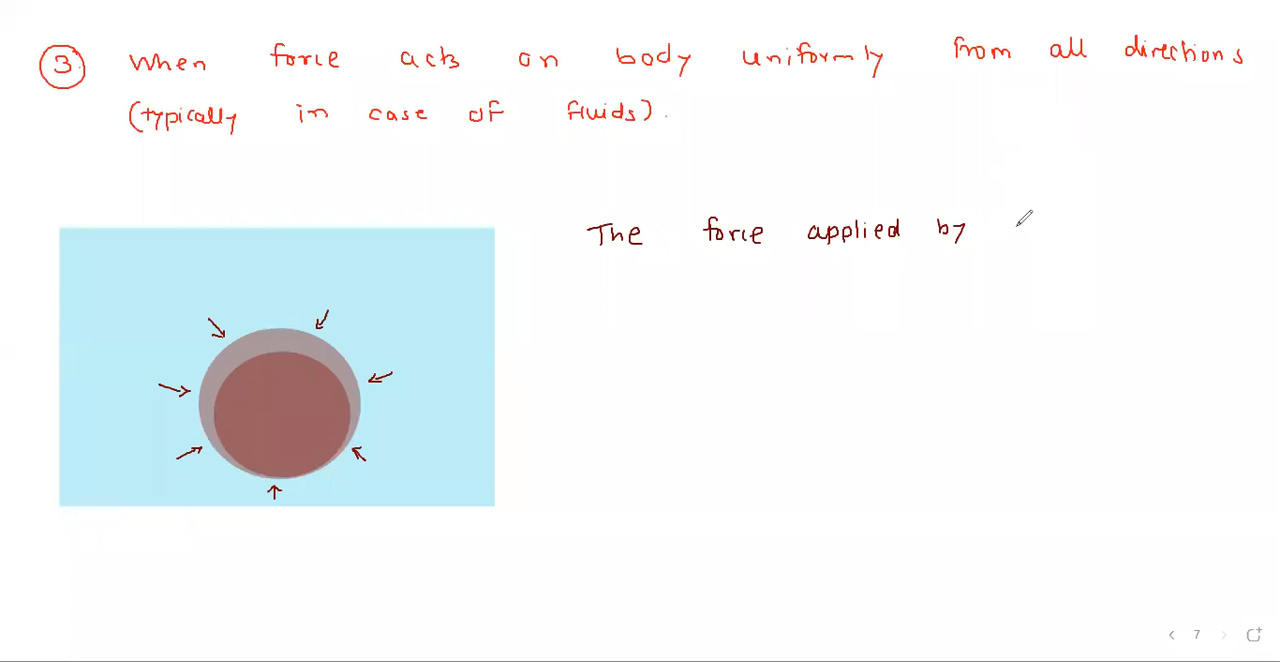 3 When force acts on body uniformly from all directions
(typically in case of fluids).
The force applied by
7